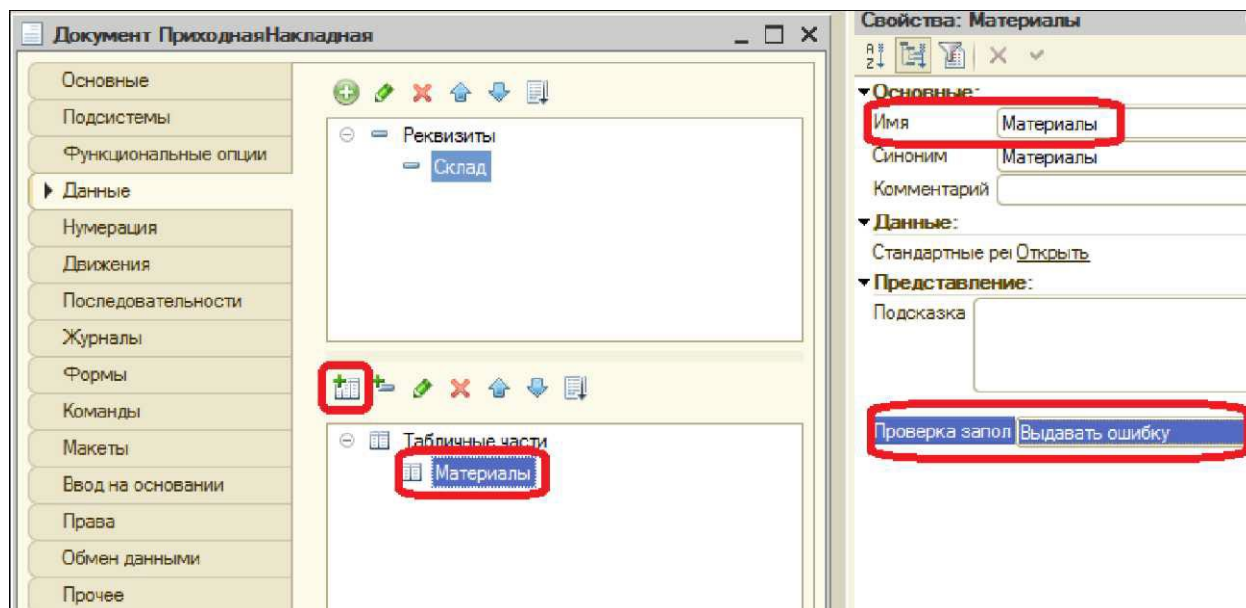 Документ ПриходнаяНакладная
Основные
Подсистемы
Функциональные опции
Данные
Нумерация
Движения
Последовательности
Журналы
Формы
Команды
Макеты
Ввод на основании
Права
Обмен данными
Прочее
Реквизиты
Склад
Табличные части
Материалы
Свойства: Материалы
Основные:
Имя Материалы
Синоним Материалы
Комментарий
Данные:
Стандартные рек Открыть
Представление:
Подсказка
Проверка запол Выдавать ошибку